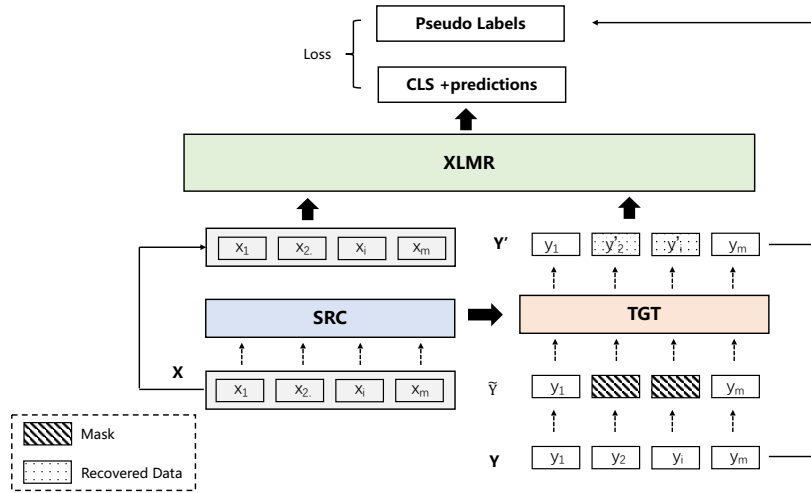 Pseudo Labels
Loss
CLS +predictions
XLMR
x1 x2. xi xm
Y' y1 y'2 y'i ym
SRC
TGT
X
x1 x2. xi xm
Ỹ y1 ym
Mask
Recovered Data
Y y1 y2 yi ym